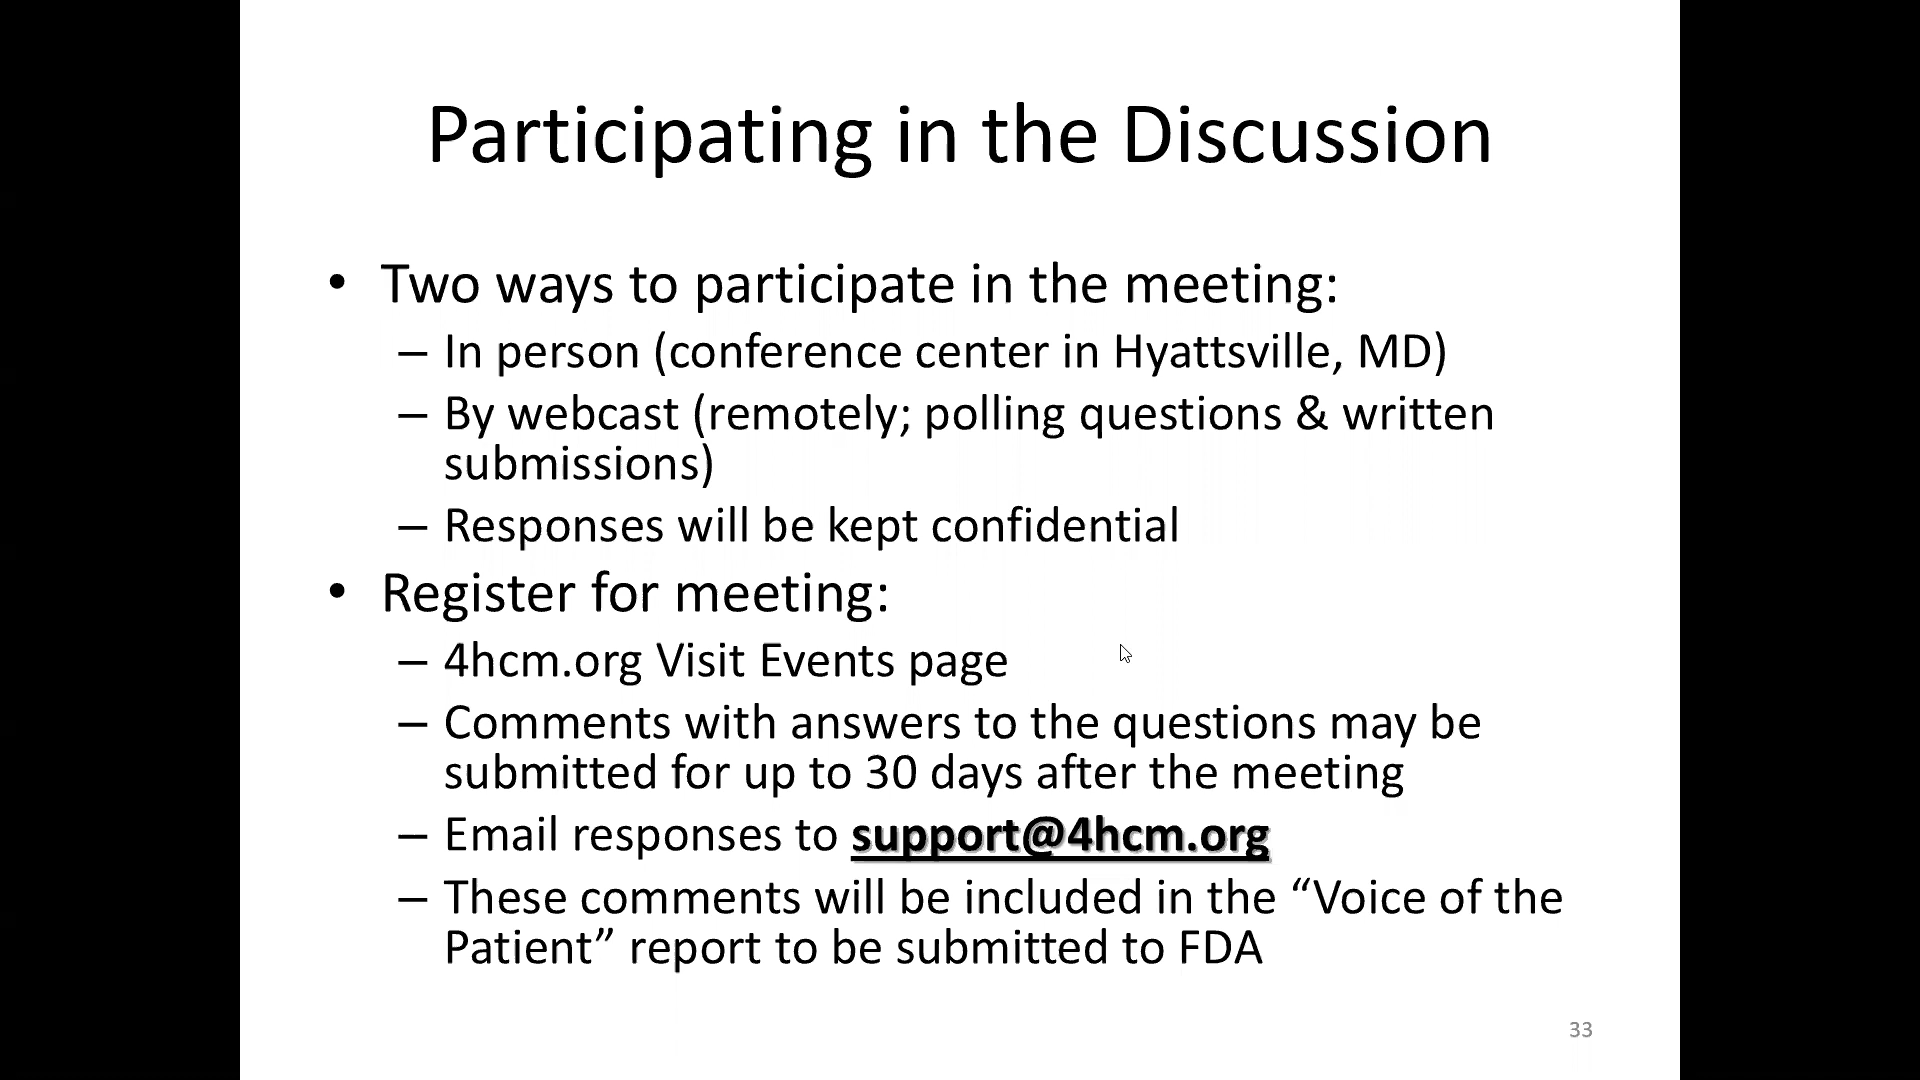 Participating in the Discussion
• Two ways to participate in the meeting:
– In person (conference center in Hyattsville, MD)
– By webcast (remotely; polling questions & written
submissions)
– Responses will be kept confidential
• Register for meeting:
– 4hcm.org Visit Events page
– Comments with answers to the questions may be
submitted for up to 30 days after the meeting
– Email responses to support@4hcm.org
– These comments will be included in the “Voice of the
Patient” report to be submitted to FDA
33